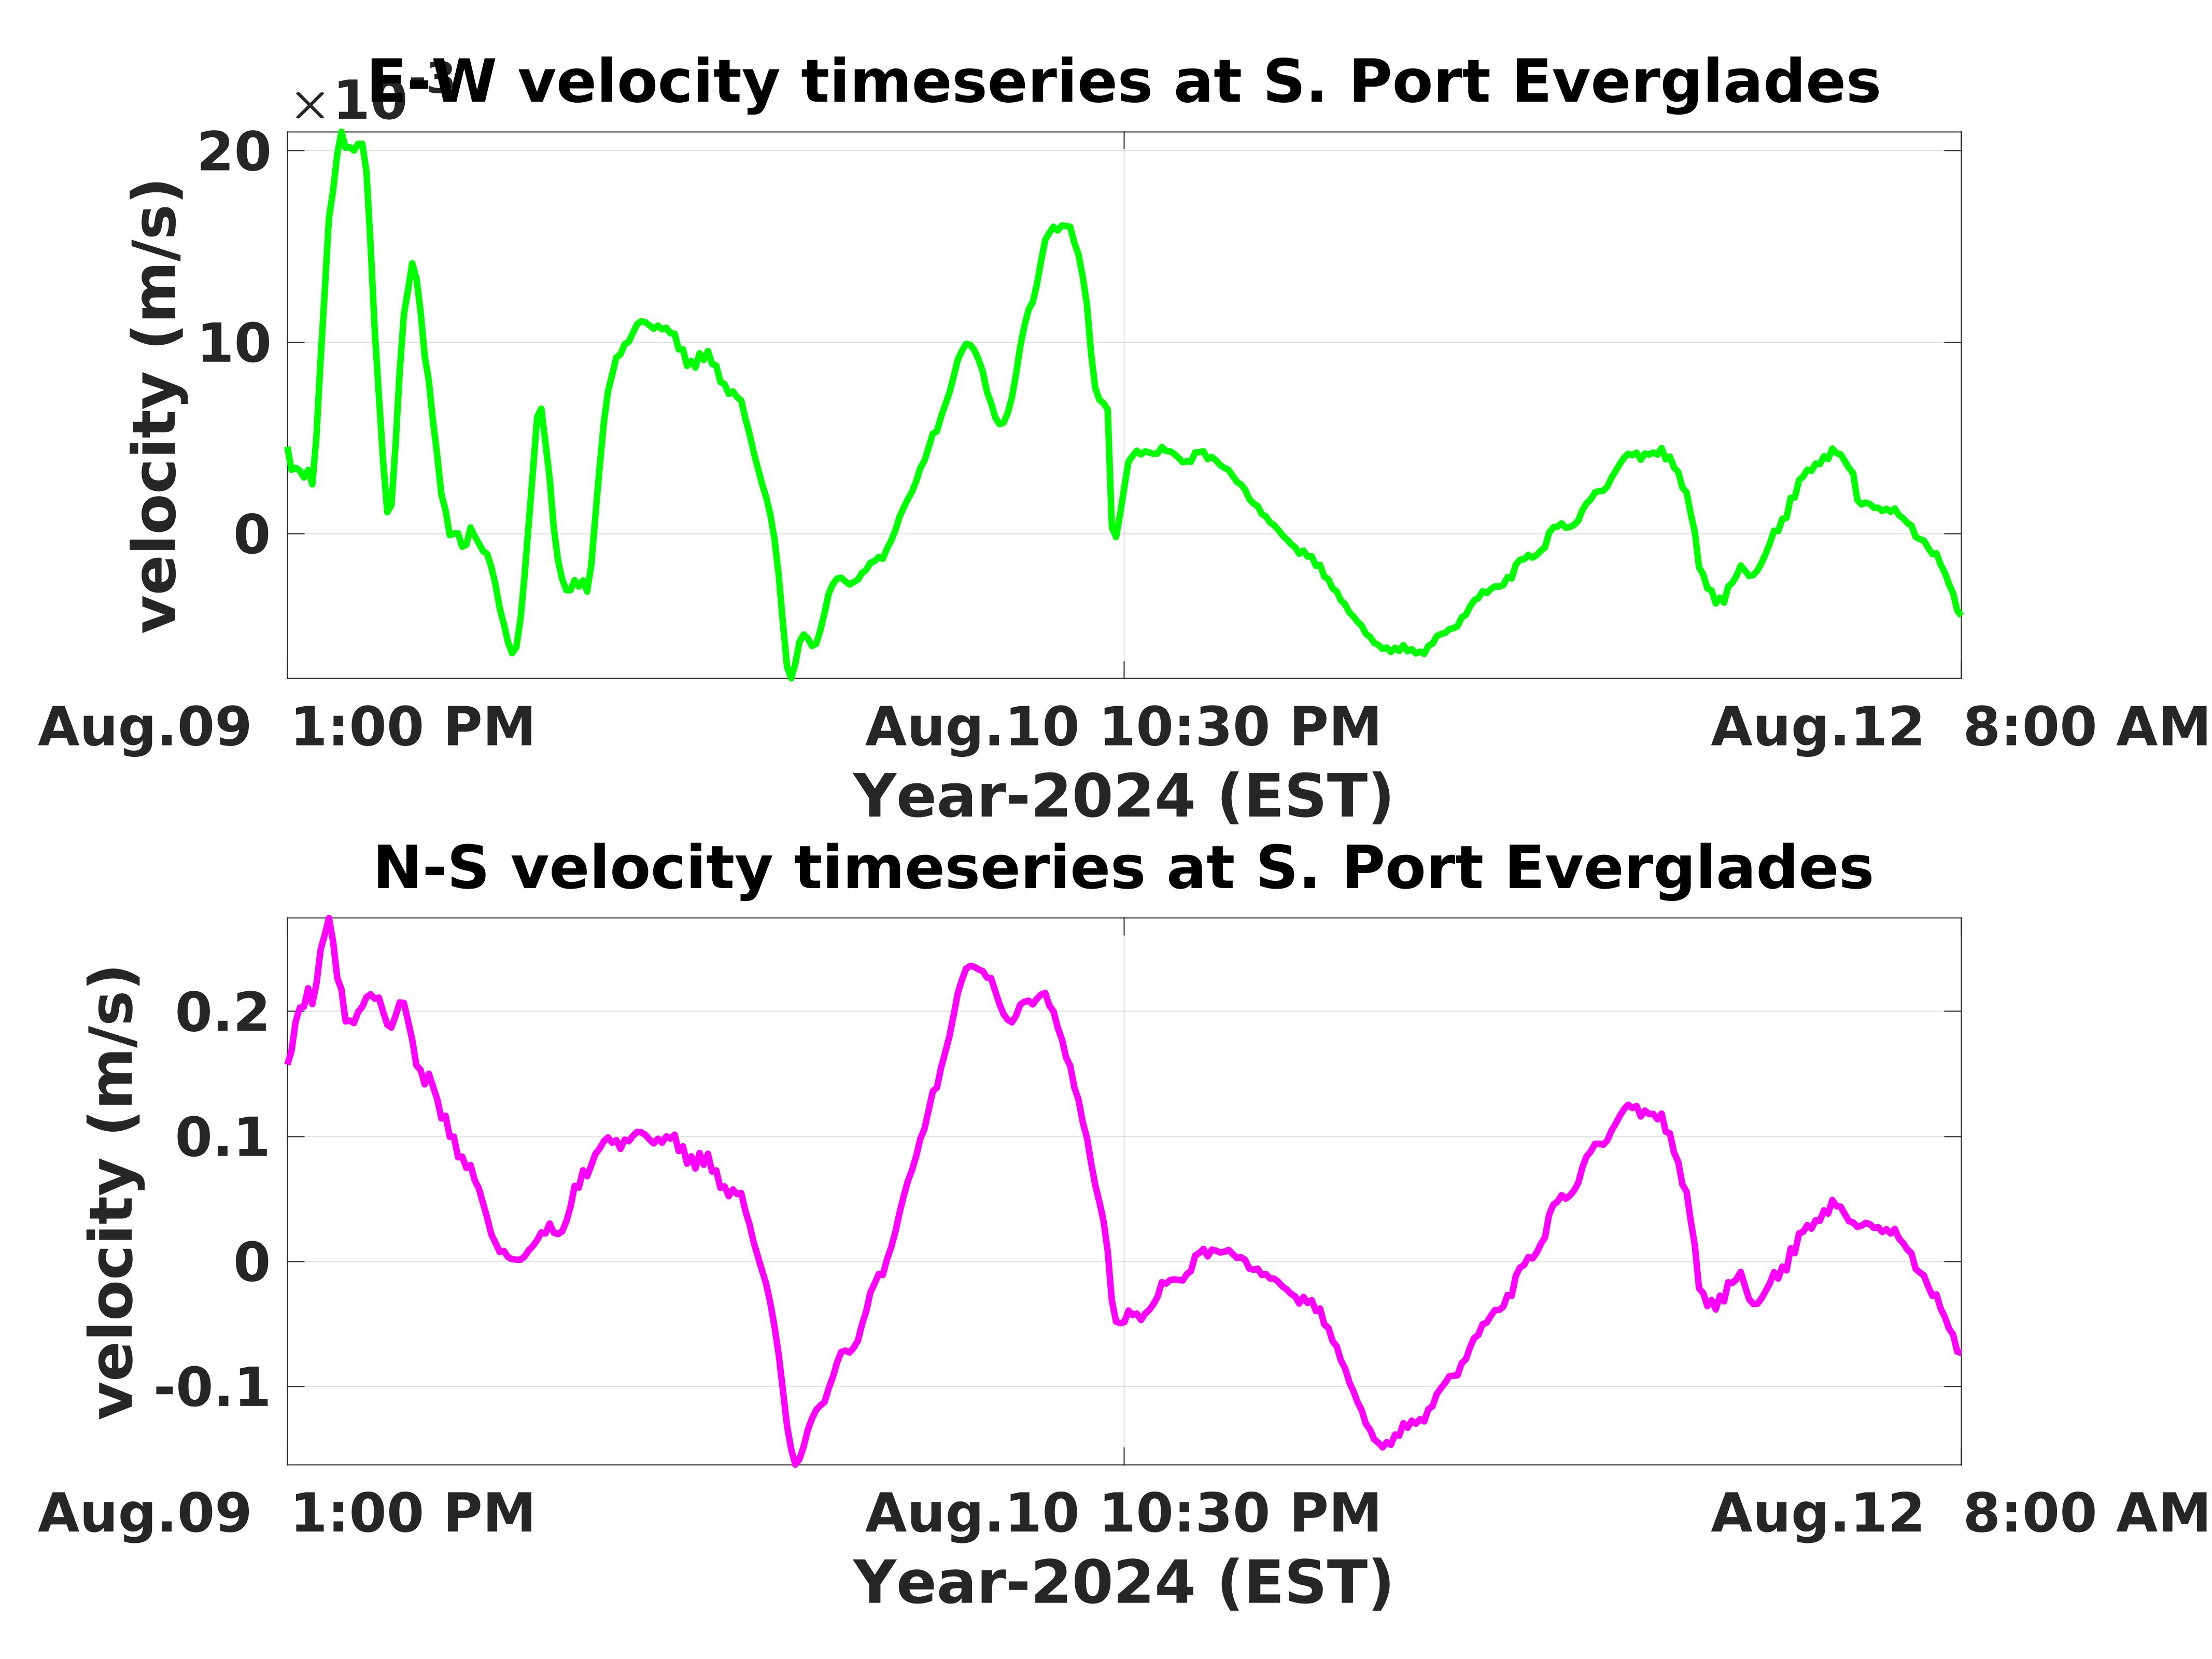 E-W velocity timeseries at S. Port Everglades
×10-3
velocity (m/s)
20
10
0
Aug.09 1:00 PM Aug.10 10:30 PM Aug.12 8:00 AM
Year-2024 (EST)
N-S velocity timeseries at S. Port Everglades
velocity (m/s)
0.2
0.1
0
-0.1
Aug.09 1:00 PM Aug.10 10:30 PM Aug.12 8:00 AM
Year-2024 (EST)